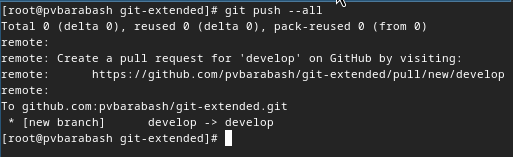 [root@pvbarabash git-extended]# git push --all
Total 0 (delta 0), reused 0 (delta 0), pack-reused 0 (from 0)
remote:
remote: Create a pull request for 'develop' on GitHub by visiting:
remote:      https://github.com/pvbarabash/git-extended/pull/new/develop
remote:
To github.com:pvbarabash/git-extended.git
 * [new branch]      develop -> develop
[root@pvbarabash git-extended]#